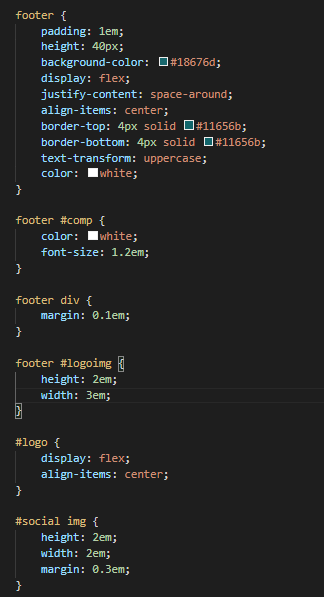 footer {
    padding: 1em;
    height: 40px;
    background-color: #18676d;
    display: flex;
    justify-content: space-around;
    align-items: center;
    border-top: 4px solid #11656b;
    border-bottom: 4px solid #11656b;
    text-transform: uppercase;
    color: white;
}

footer #comp {
    color: white;
    font-size: 1.2em;
}

footer div {
    margin: 0.1em;
}

footer #logoimg {
    height: 2em;
    width: 3em;
}

#logo {
    display: flex;
    align-items: center;
}

#social img {
    height: 2em;
    width: 2em;
    margin: 0.3em;
}